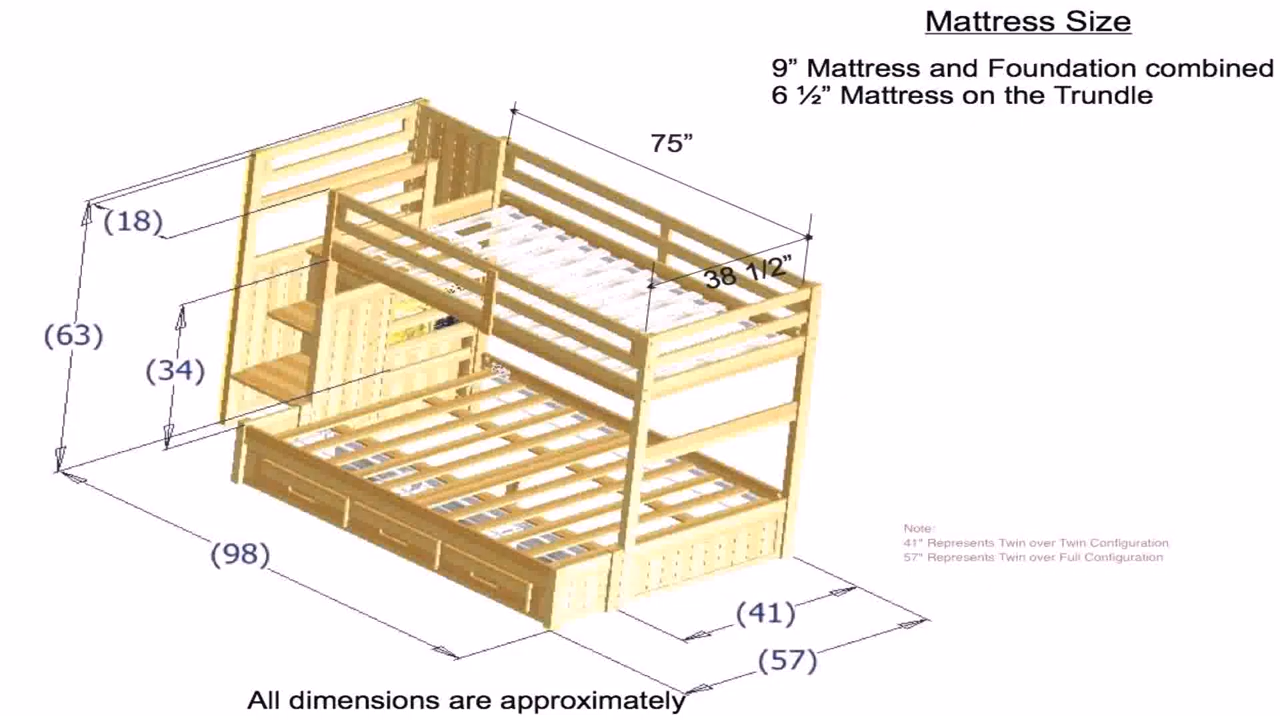 Mattress Size
9” Mattress and Foundation combined
6 ½” Mattress on the Trundle
75”
(18)
38 1/2”
(63)
(34)
Note:
41" Represents Twin over Twin Configuration
57" Represents Twin over Full Configuration
(98)
(41)
(57)
All dimensions are approximately